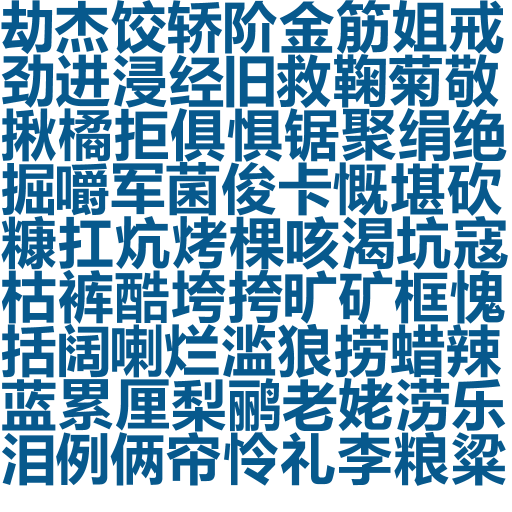 劫杰饺轿阶金筋姐戒
劲进浸经旧救鞠菊敬
揪橘拒俱惧锯聚绢绝
掘嚼军菌俊卡慨堪砍
糠扛炕烤棵咳渴坑寇
枯裤酷垮挎旷矿框愧
括阔喇烂滥狼捞蜡辣
蓝累厘梨鹂老姥涝乐
泪例俩帘怜礼李粮粱